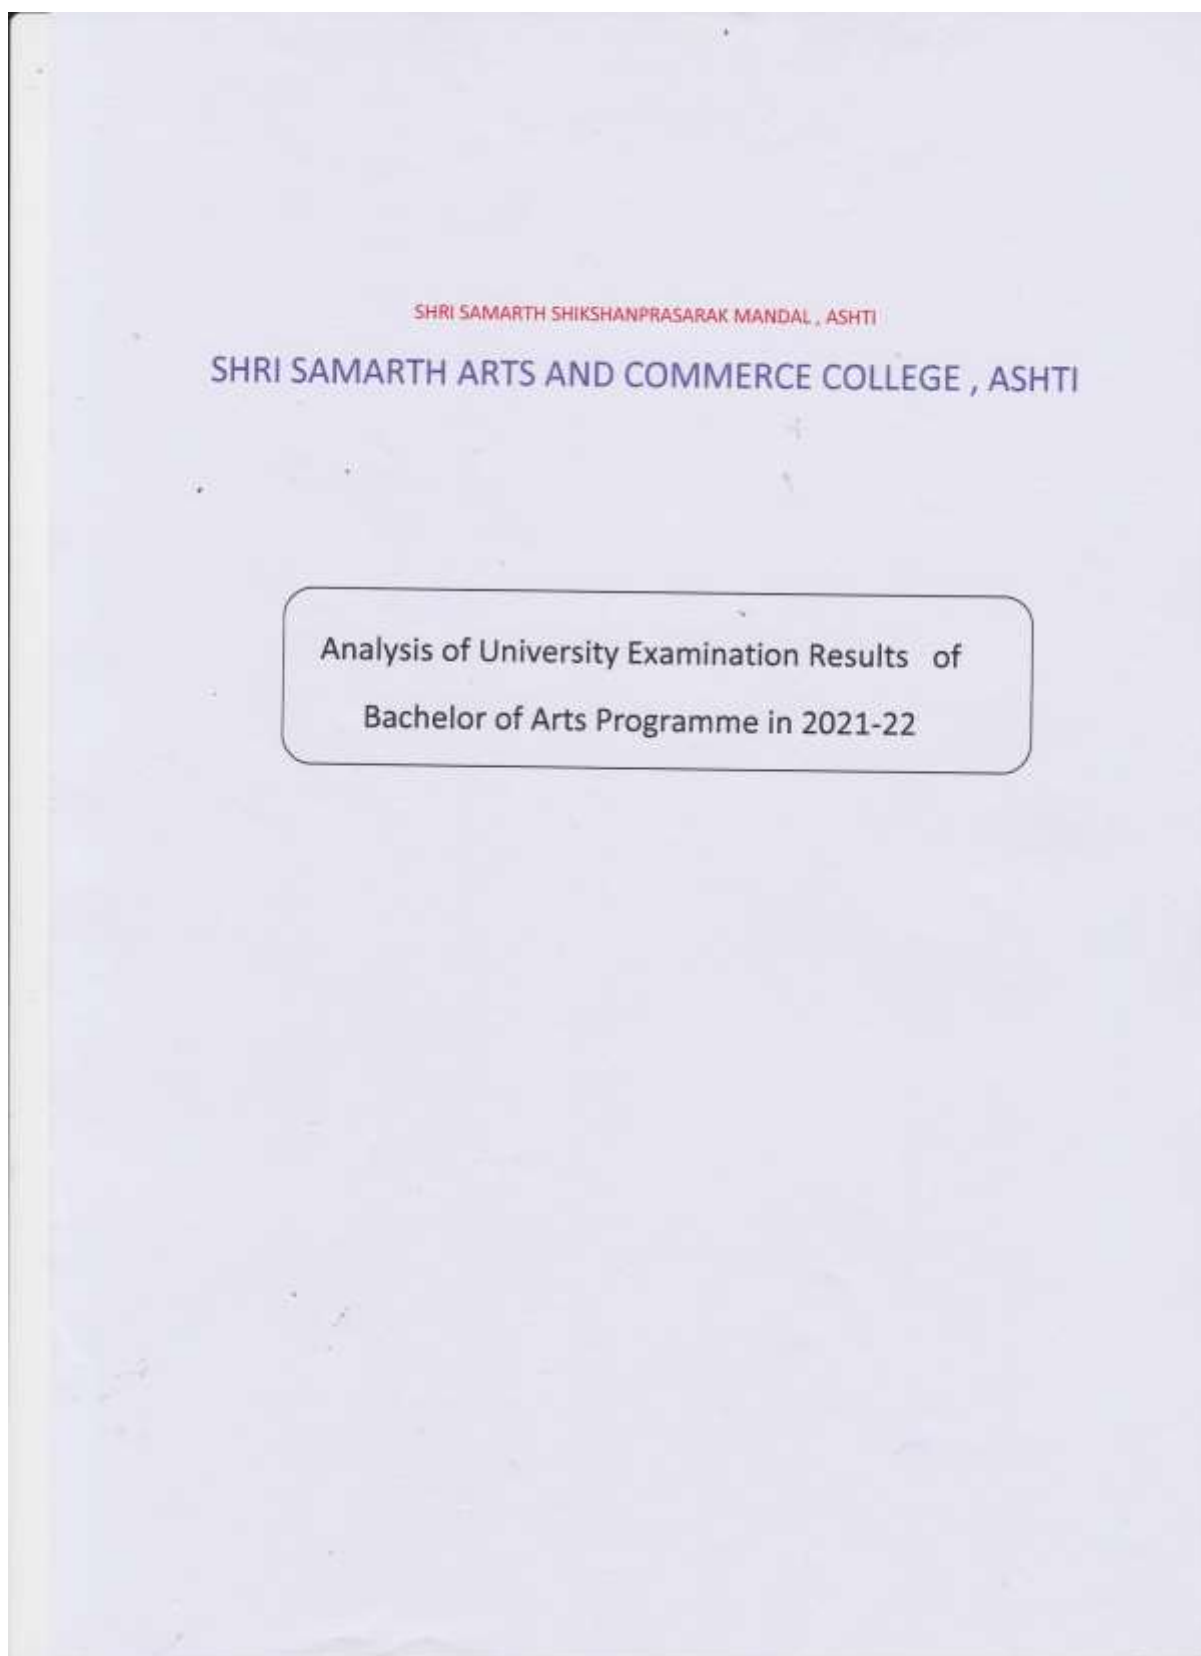 SHRI SAMARTH SHIKSHANPRASARAK MANDAL , ASHTI
SHRI SAMARTH ARTS AND COMMERCE COLLEGE , ASHTI
Analysis of University Examination Results of
Bachelor of Arts Programme in 2021-22